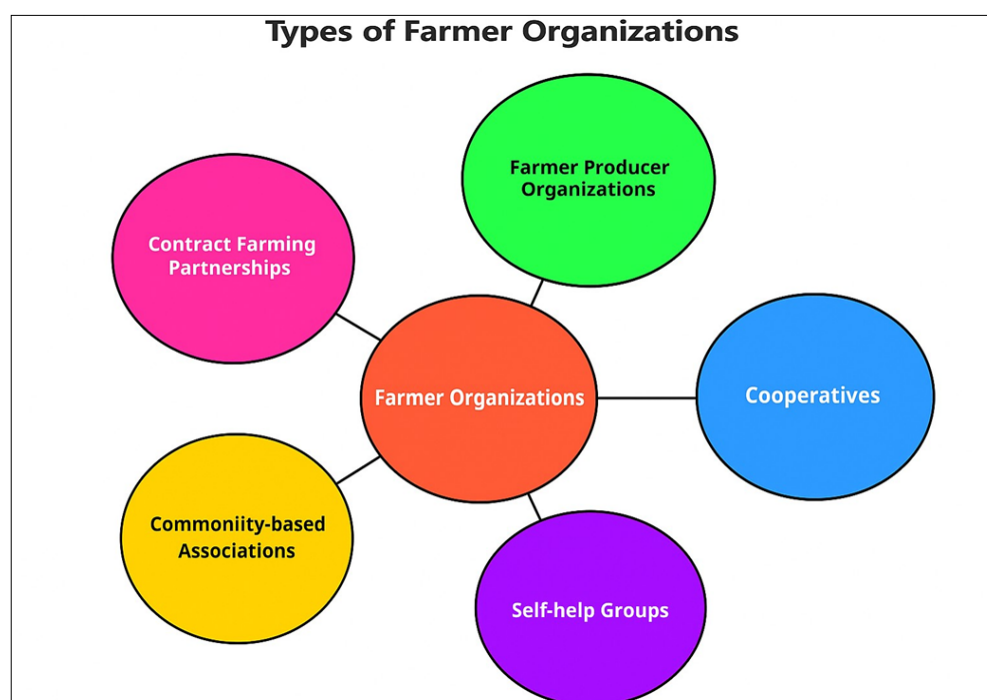 Types of Farmer Organizations
Farmer Producer
Organizations
Contract Farming
Partnerships
Farmer Organizations
Cooperatives
Commoniity-based
Associations
Self-help Groups